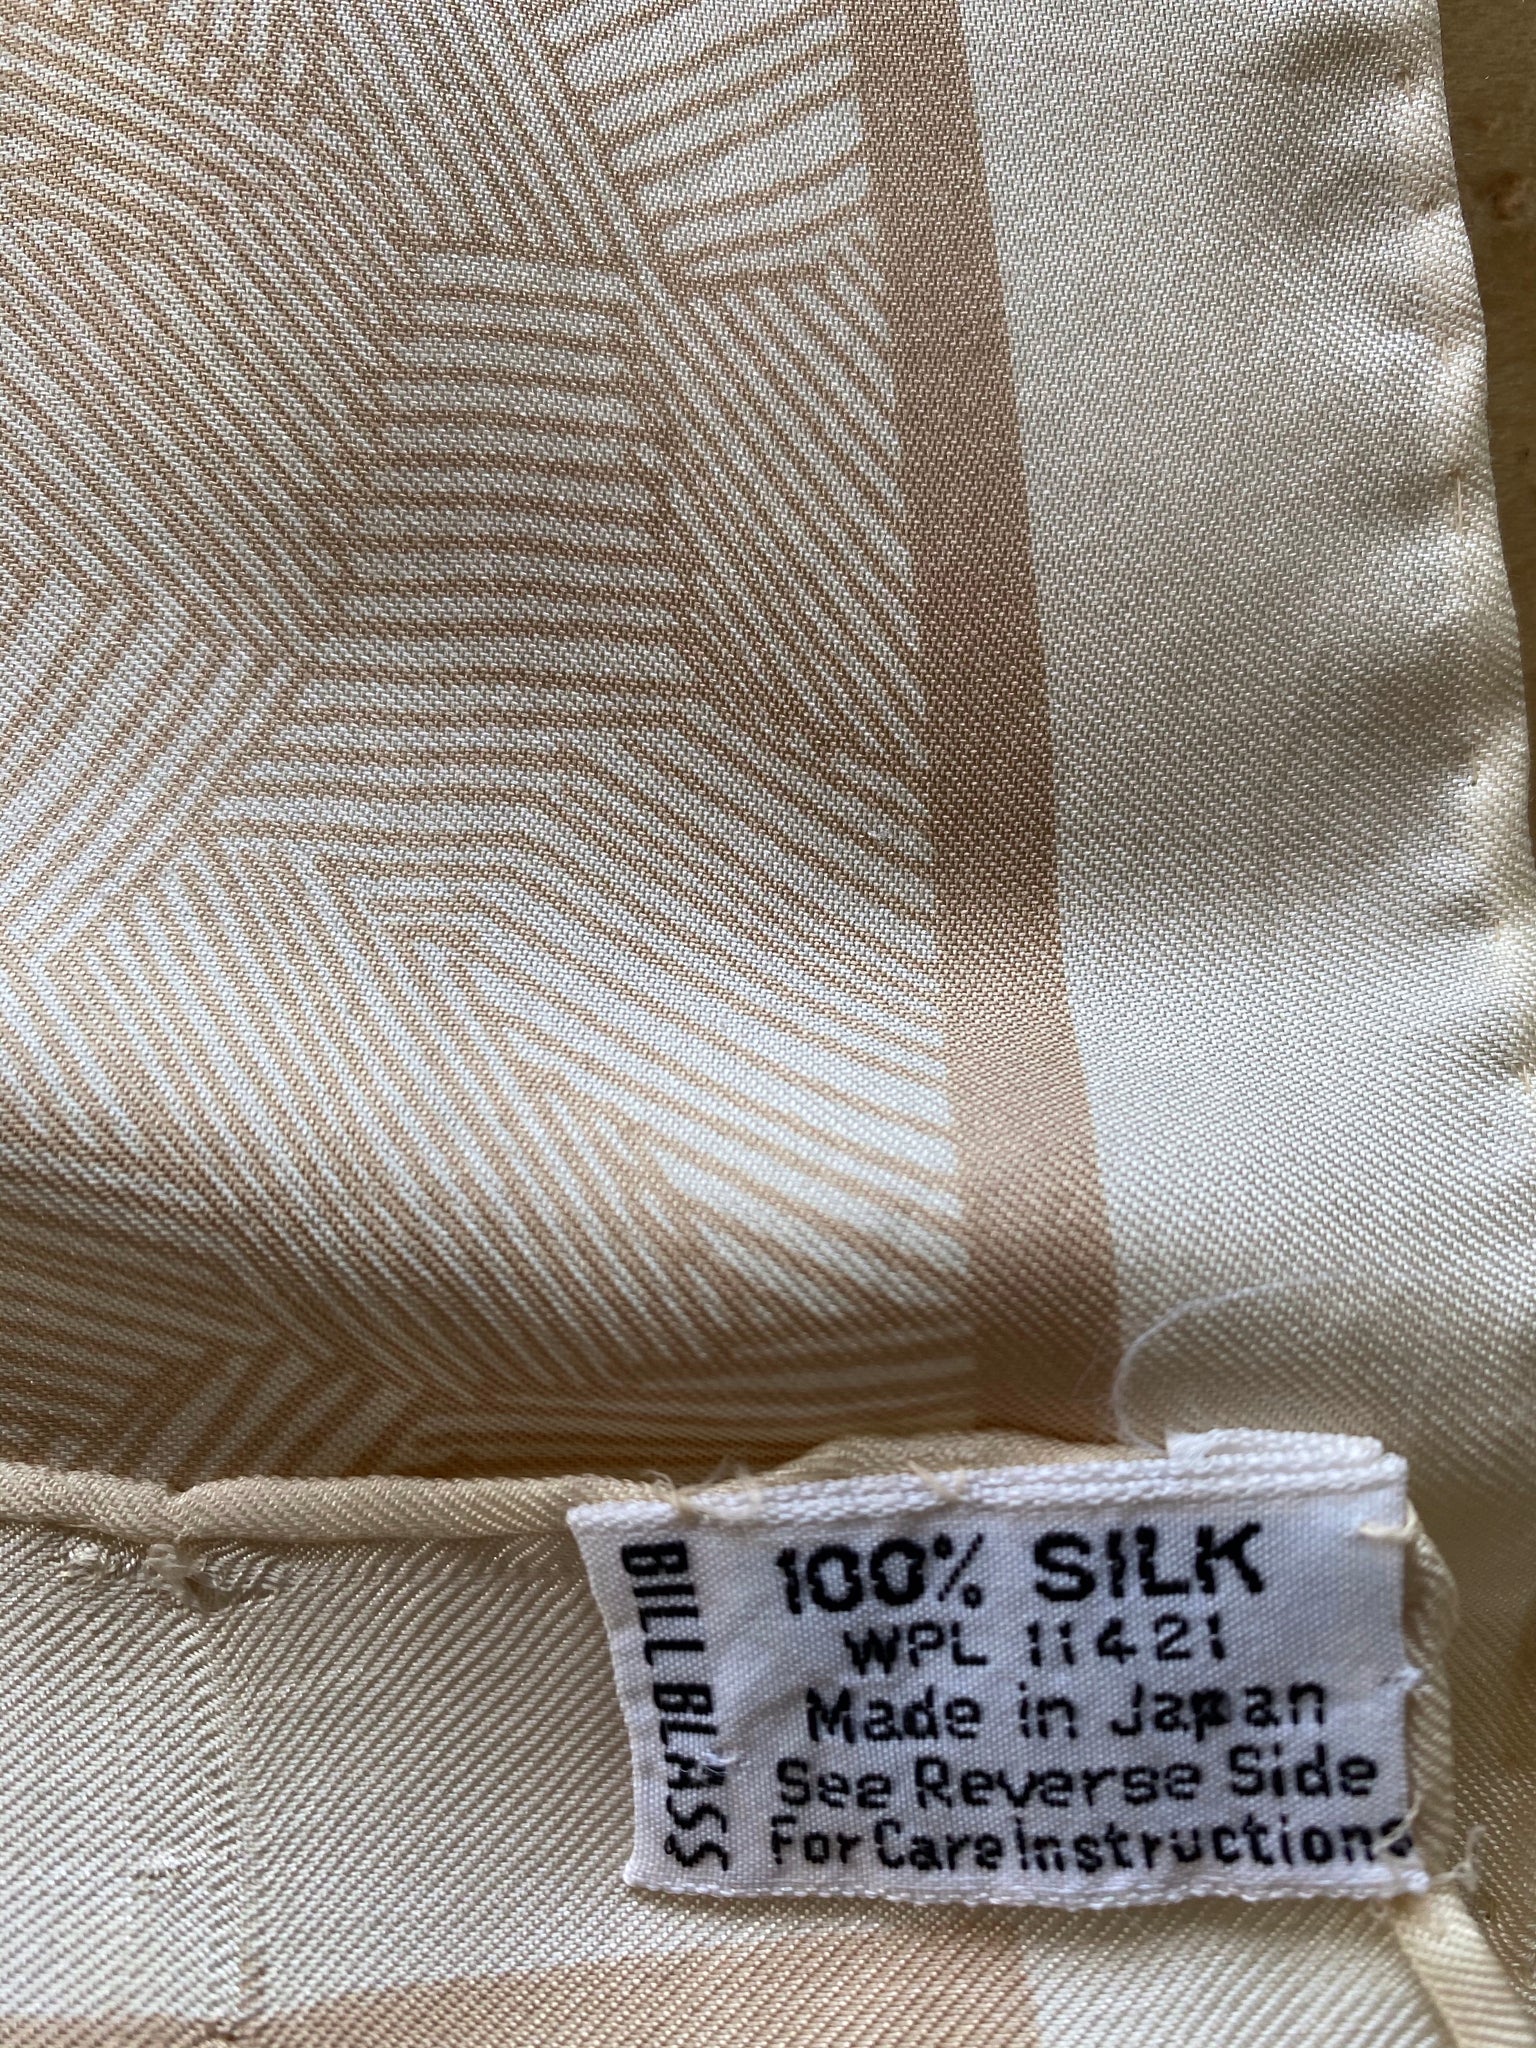 BILL BLASS
100% SILK
WPL 11421
Made in Japan
See Reverse Side
For Care Instructions